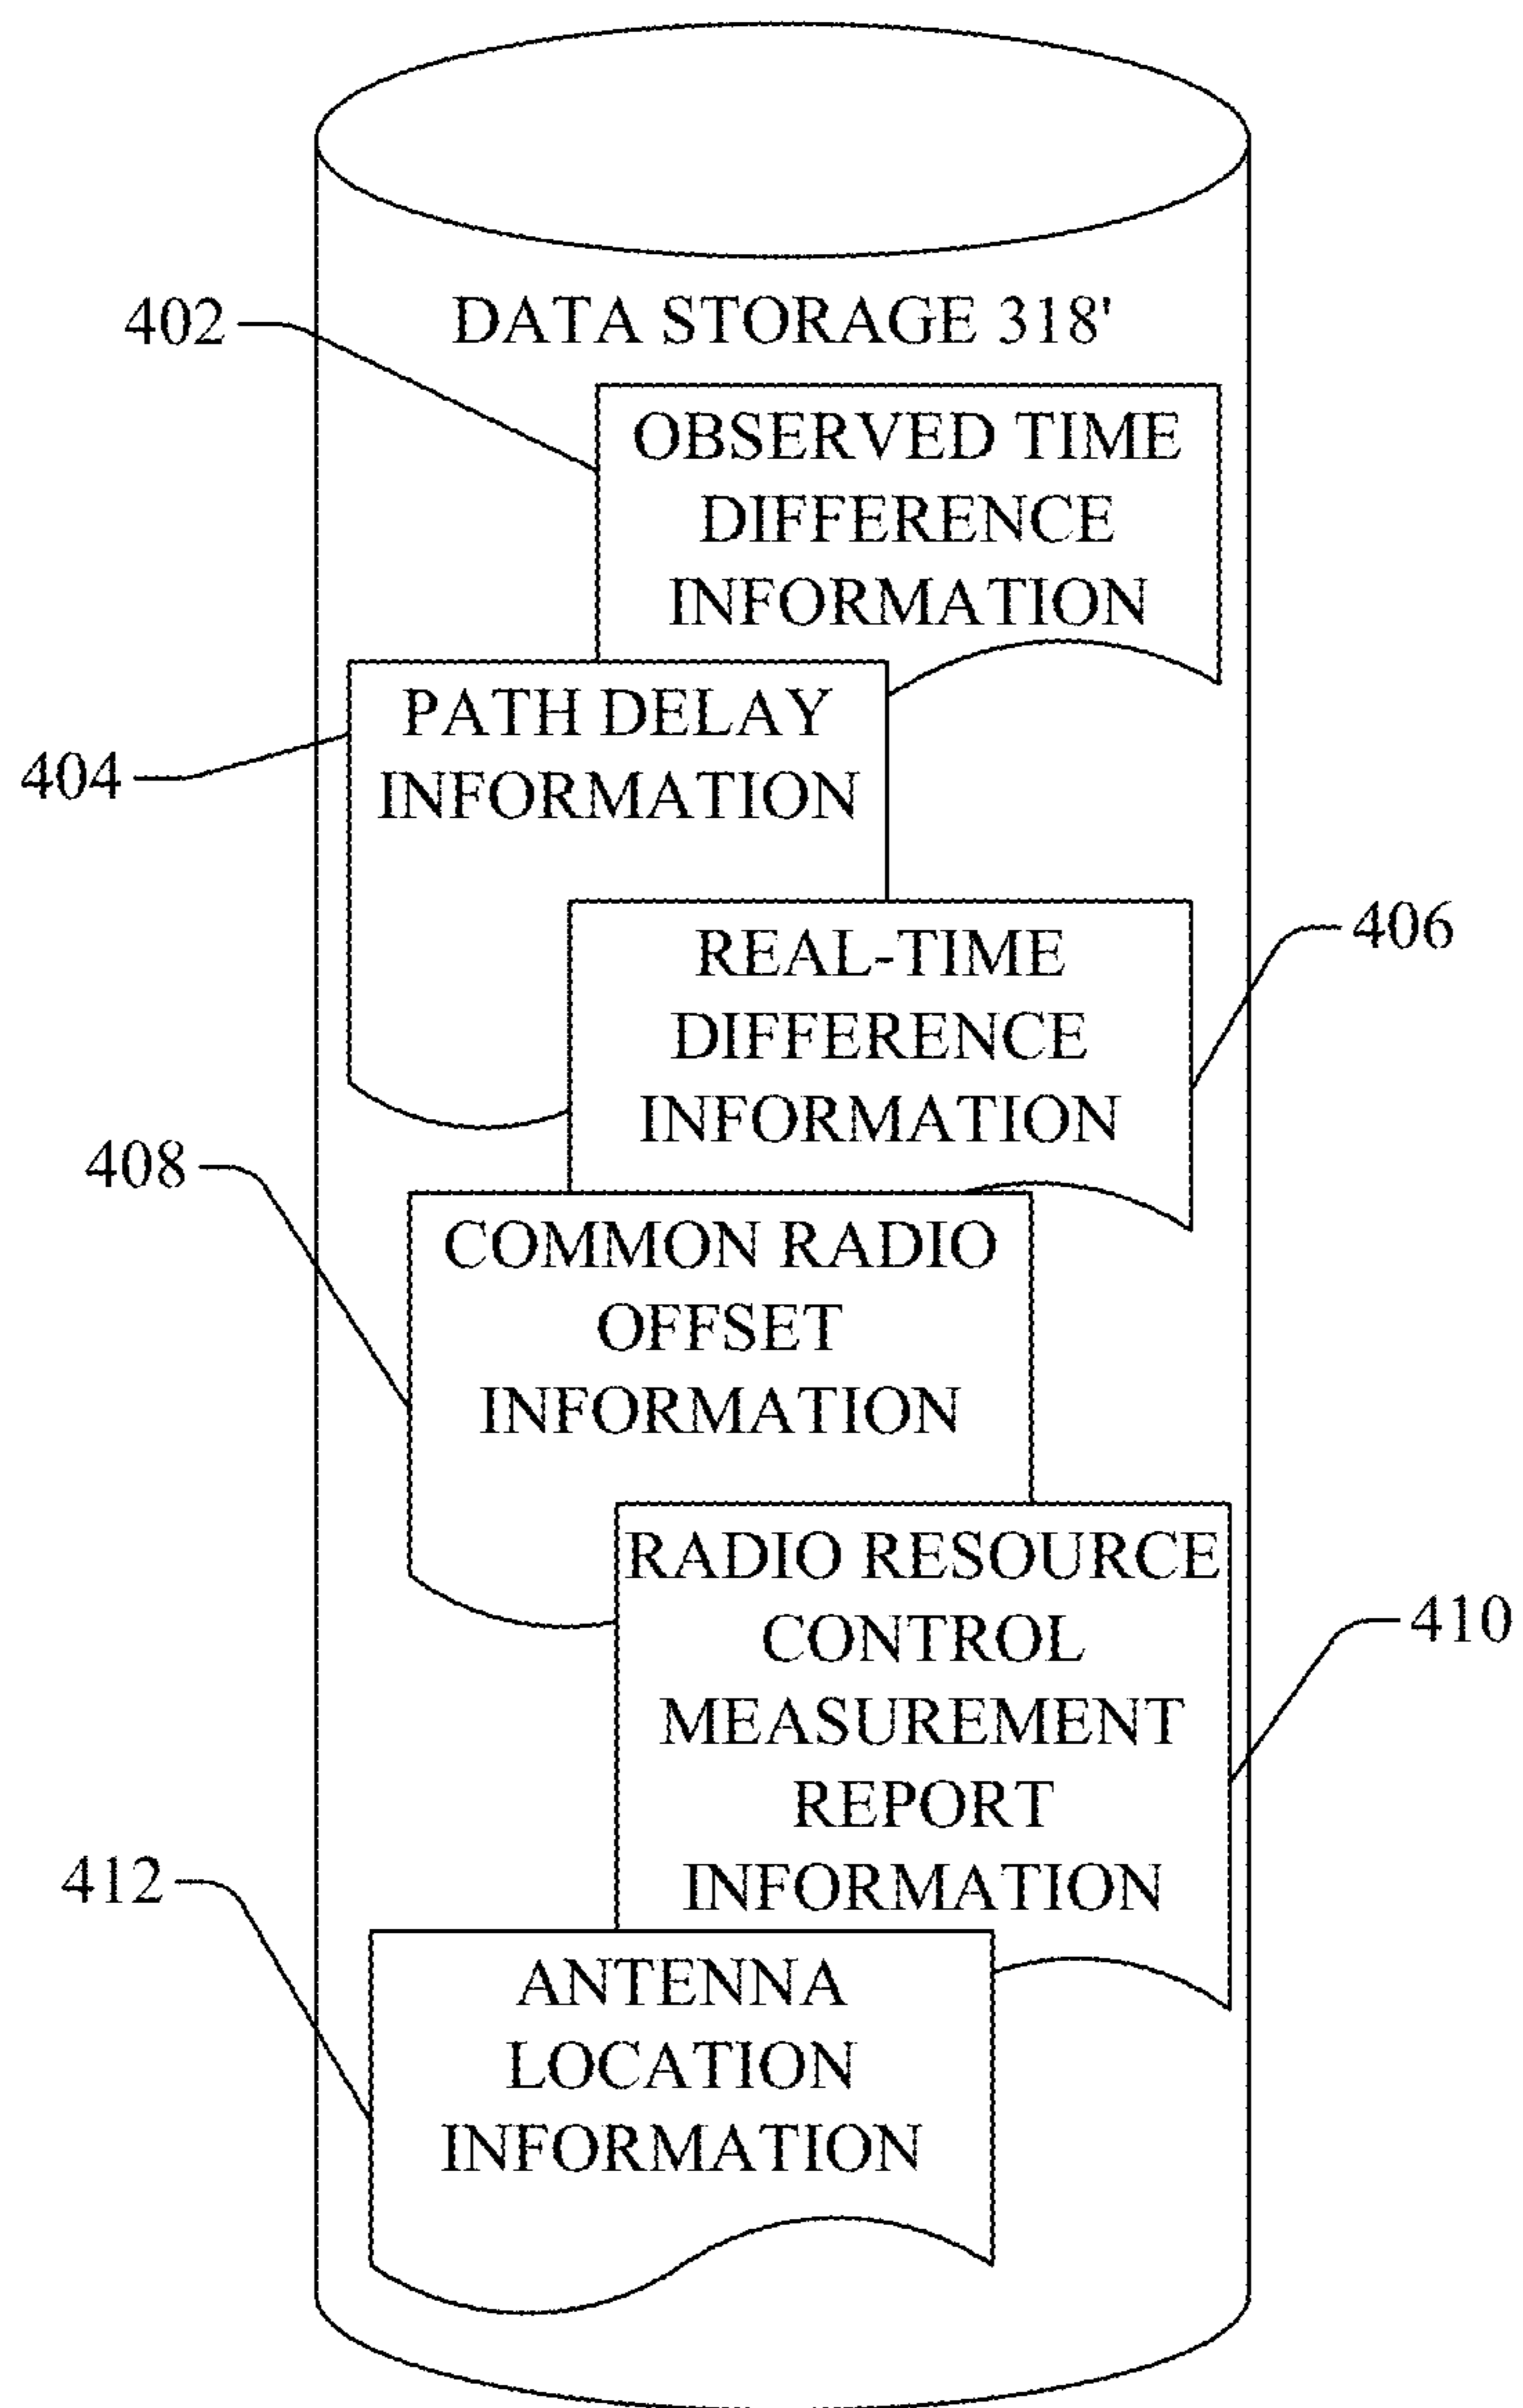 DATA STORAGE 318'
402
OBSERVED TIME
DIFFERENCE
INFORMATION
404
PATH DELAY
INFORMATION
406
REAL-TIME
DIFFERENCE
INFORMATION
408
COMMON RADIO
OFFSET
INFORMATION
410
RADIO RESOURCE
CONTROL
MEASUREMENT
REPORT
INFORMATION
412
ANTENNA
LOCATION
INFORMATION